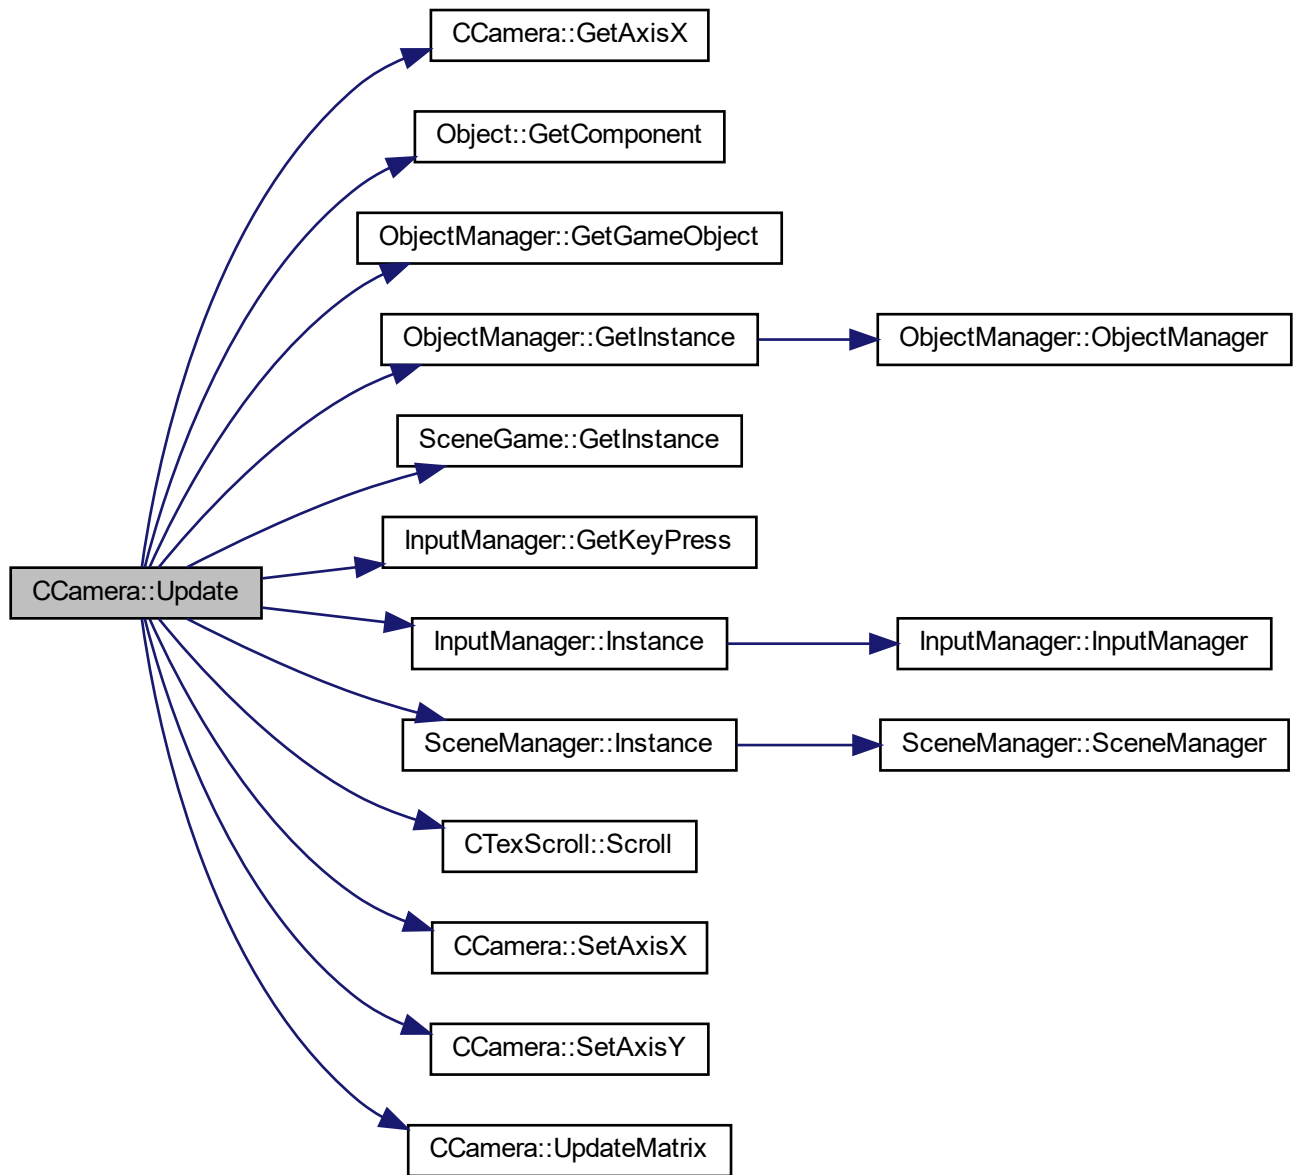 CCamera::GetAxisX
Object::GetComponent
ObjectManager::GetGameObject
ObjectManager::GetInstance
ObjectManager::ObjectManager
SceneGame::GetInstance
InputManager::GetKeyPress
CCamera::Update
InputManager::Instance
InputManager::InputManager
SceneManager::Instance
SceneManager::SceneManager
CTexScroll::Scroll
CCamera::SetAxisX
CCamera::SetAxisY
CCamera::UpdateMatrix